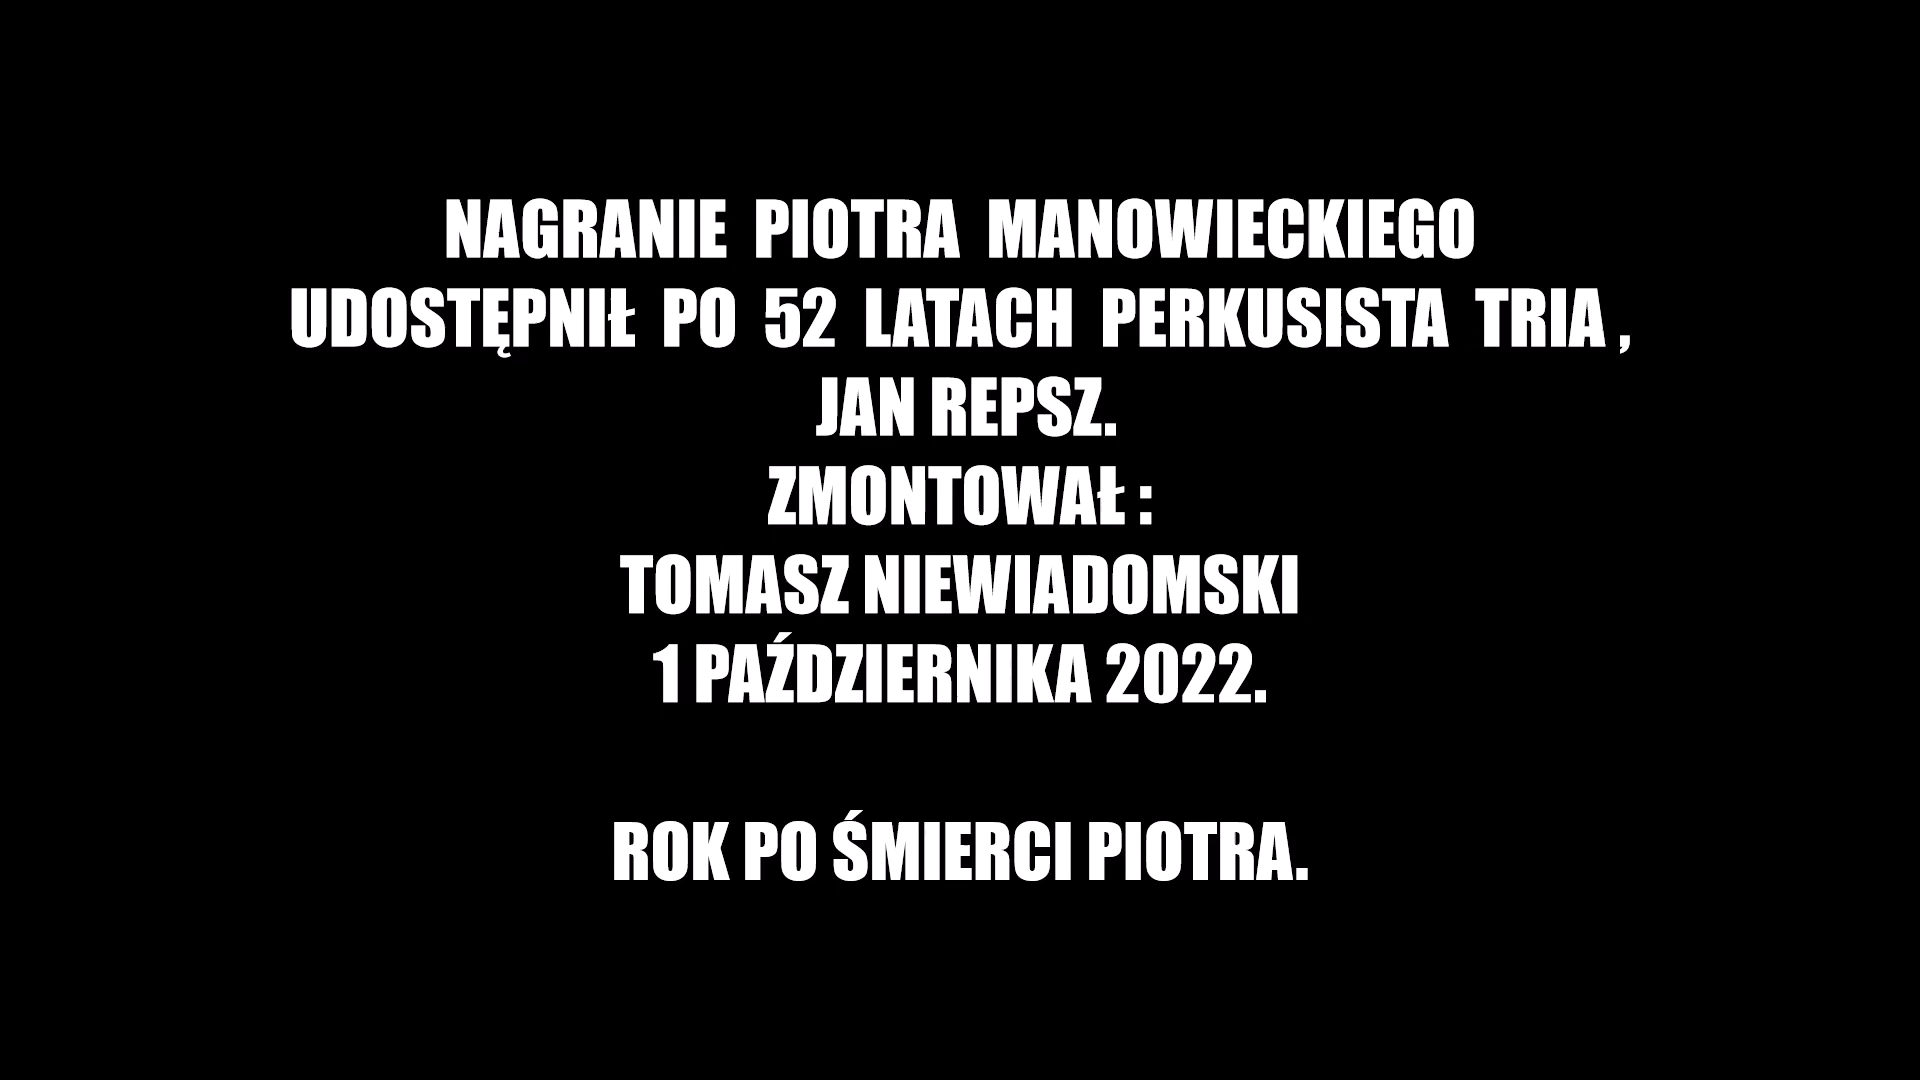 NAGRANIE PIOTRA MANOWIECKIEGO
UDOSTĘPNIŁ PO 52 LATACH PERKUSISTA TRIA ,
JAN REPSZ.
ZMONTOWAŁ :
TOMASZ NIEWIADOMSKI
1 PAŹDZIERNIKA 2022.
ROK PO ŚMIERCI PIOTRA.